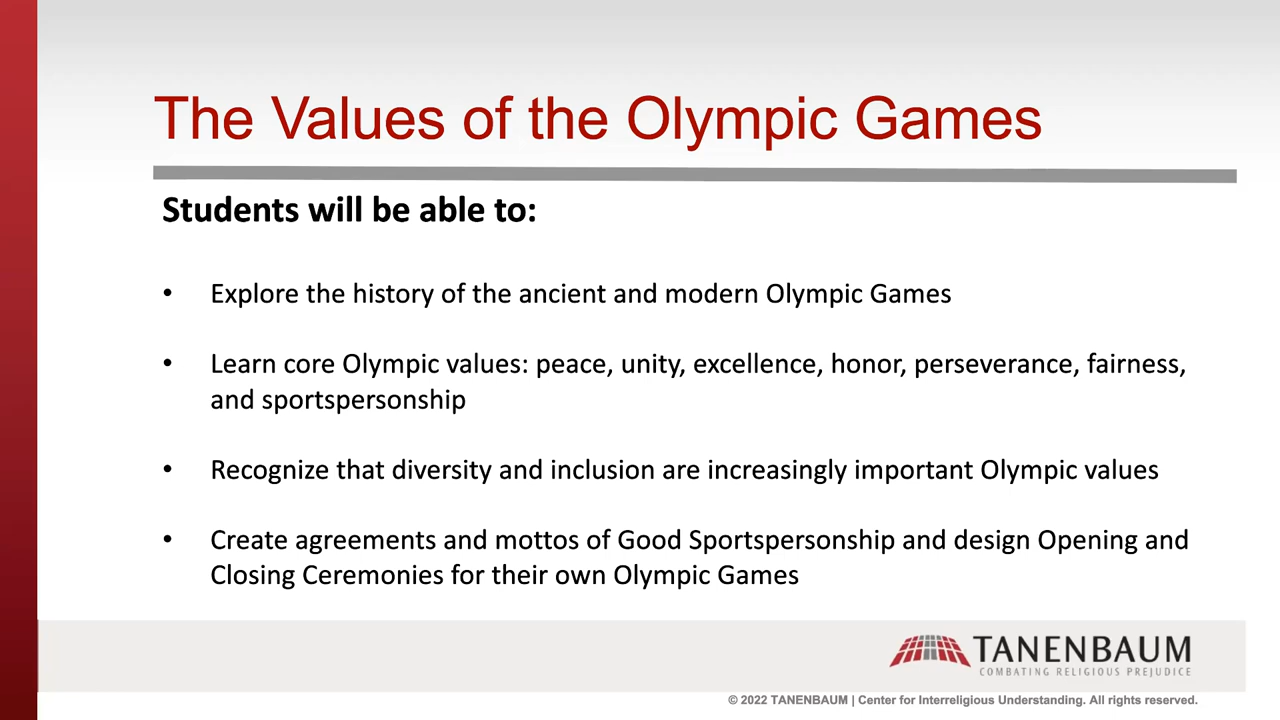 The Values of the Olympic Games
Students will be able to:
• Explore the history of the ancient and modern Olympic Games
• Learn core Olympic values: peace, unity, excellence, honor, perseverance, fairness,
and sportspersonship
• Recognize that diversity and inclusion are increasingly important Olympic values
• Create agreements and mottos of Good Sportspersonship and design Opening and
Closing Ceremonies for their own Olympic Games
TANENBAUM
COMBATING RELIGIOUS PREJUDICE
© 2022 TANENBAUM | Center for Interreligious Understanding. All rights reserved.